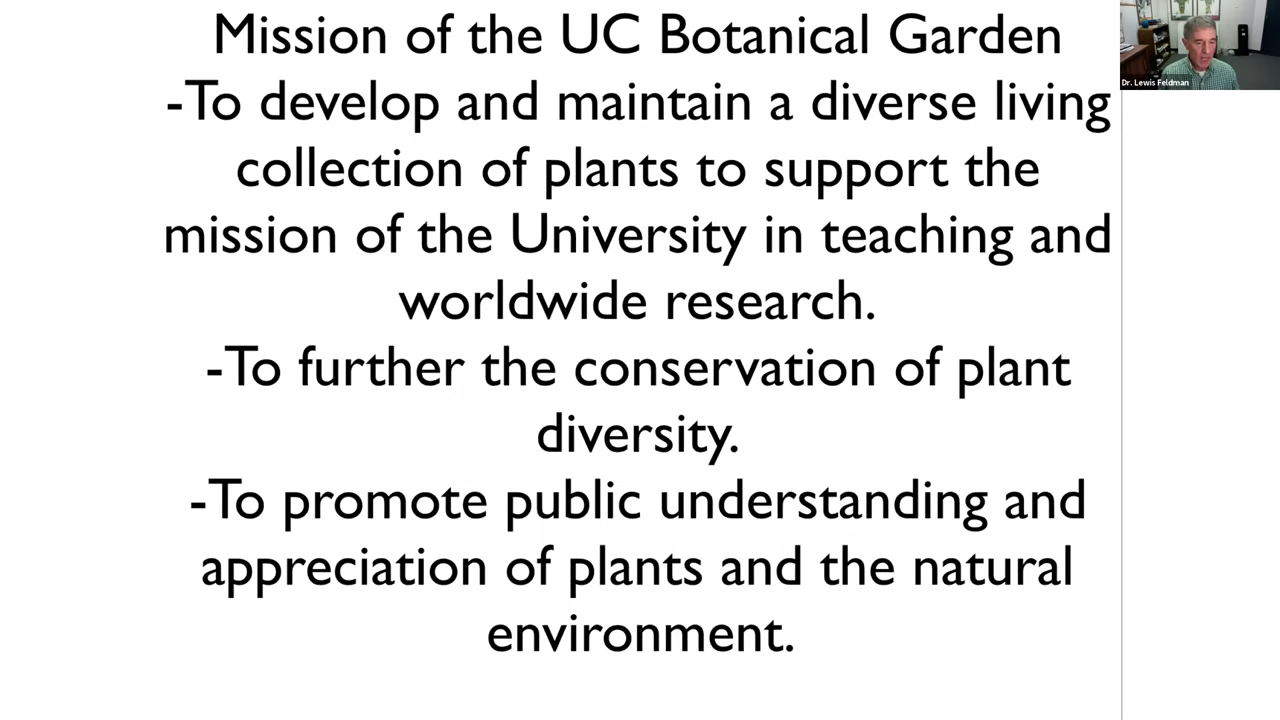 Mission of the UC Botanical Garden
-To develop and maintain a diverse living
collection of plants to support the
mission of the University in teaching and
worldwide research.
-To further the conservation of plant
diversity.
-To promote public understanding and
appreciation of plants and the natural
environment.
Dr. Lewis Feldman